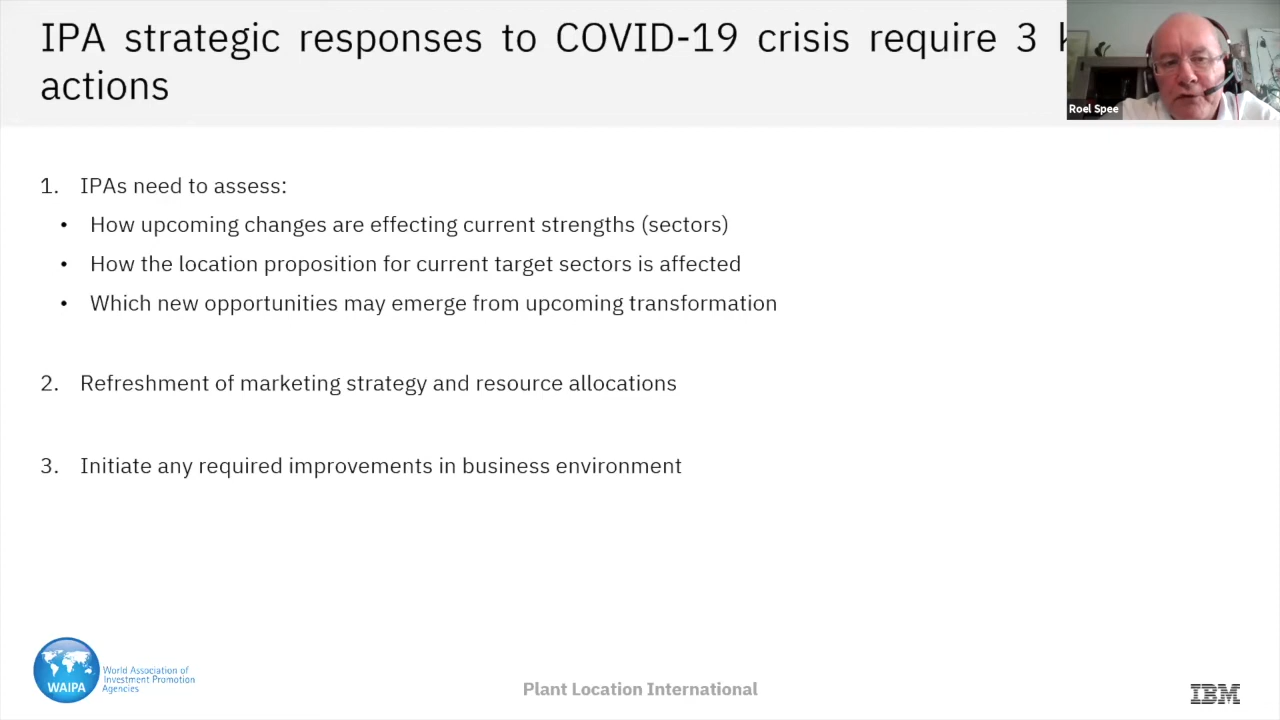 IPA strategic responses to COVID-19 crisis require 3
actions
Roel Spee
1. IPAs need to assess:
• How upcoming changes are effecting current strengths (sectors)
• How the location proposition for current target sectors is affected
• Which new opportunities may emerge from upcoming transformation
2. Refreshment of marketing strategy and resource allocations
3. Initiate any required improvements in business environment
WAIPA
World Association of
Investment Promotion
Agencies
Plant Location International
IBM